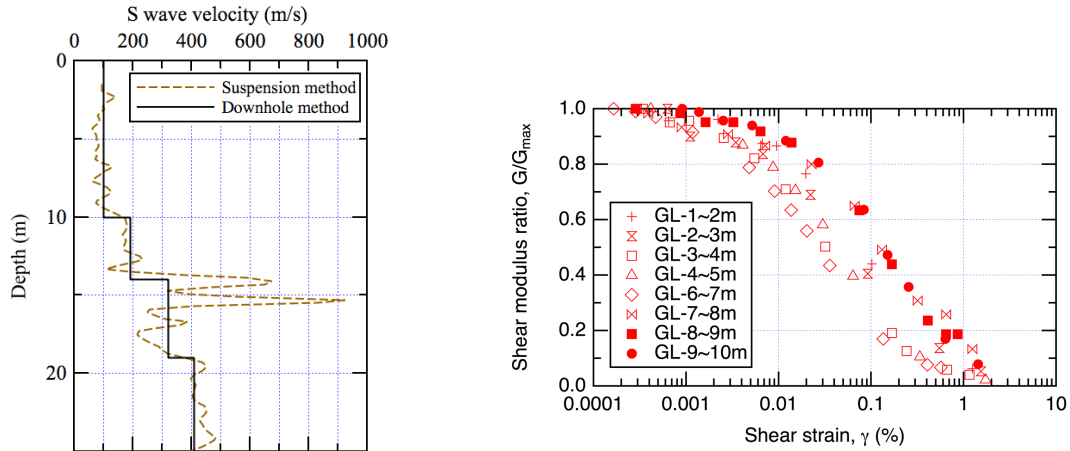 S wave velocity (m/s)
0 200 400 600 800 1000
0
10
20
Depth (m)
Suspension method
Downhole method
Shear modulus ratio, G/Gmax
1.0
0.8
0.6
0.4
0.2
0.0
GL-1~2m
GL-2~3m
GL-3~4m
GL-4~5m
GL-6~7m
GL-7~8m
GL-8~9m
GL-9~10m
0.0001 0.001 0.01 0.1 1 10
Shear strain, γ (%)